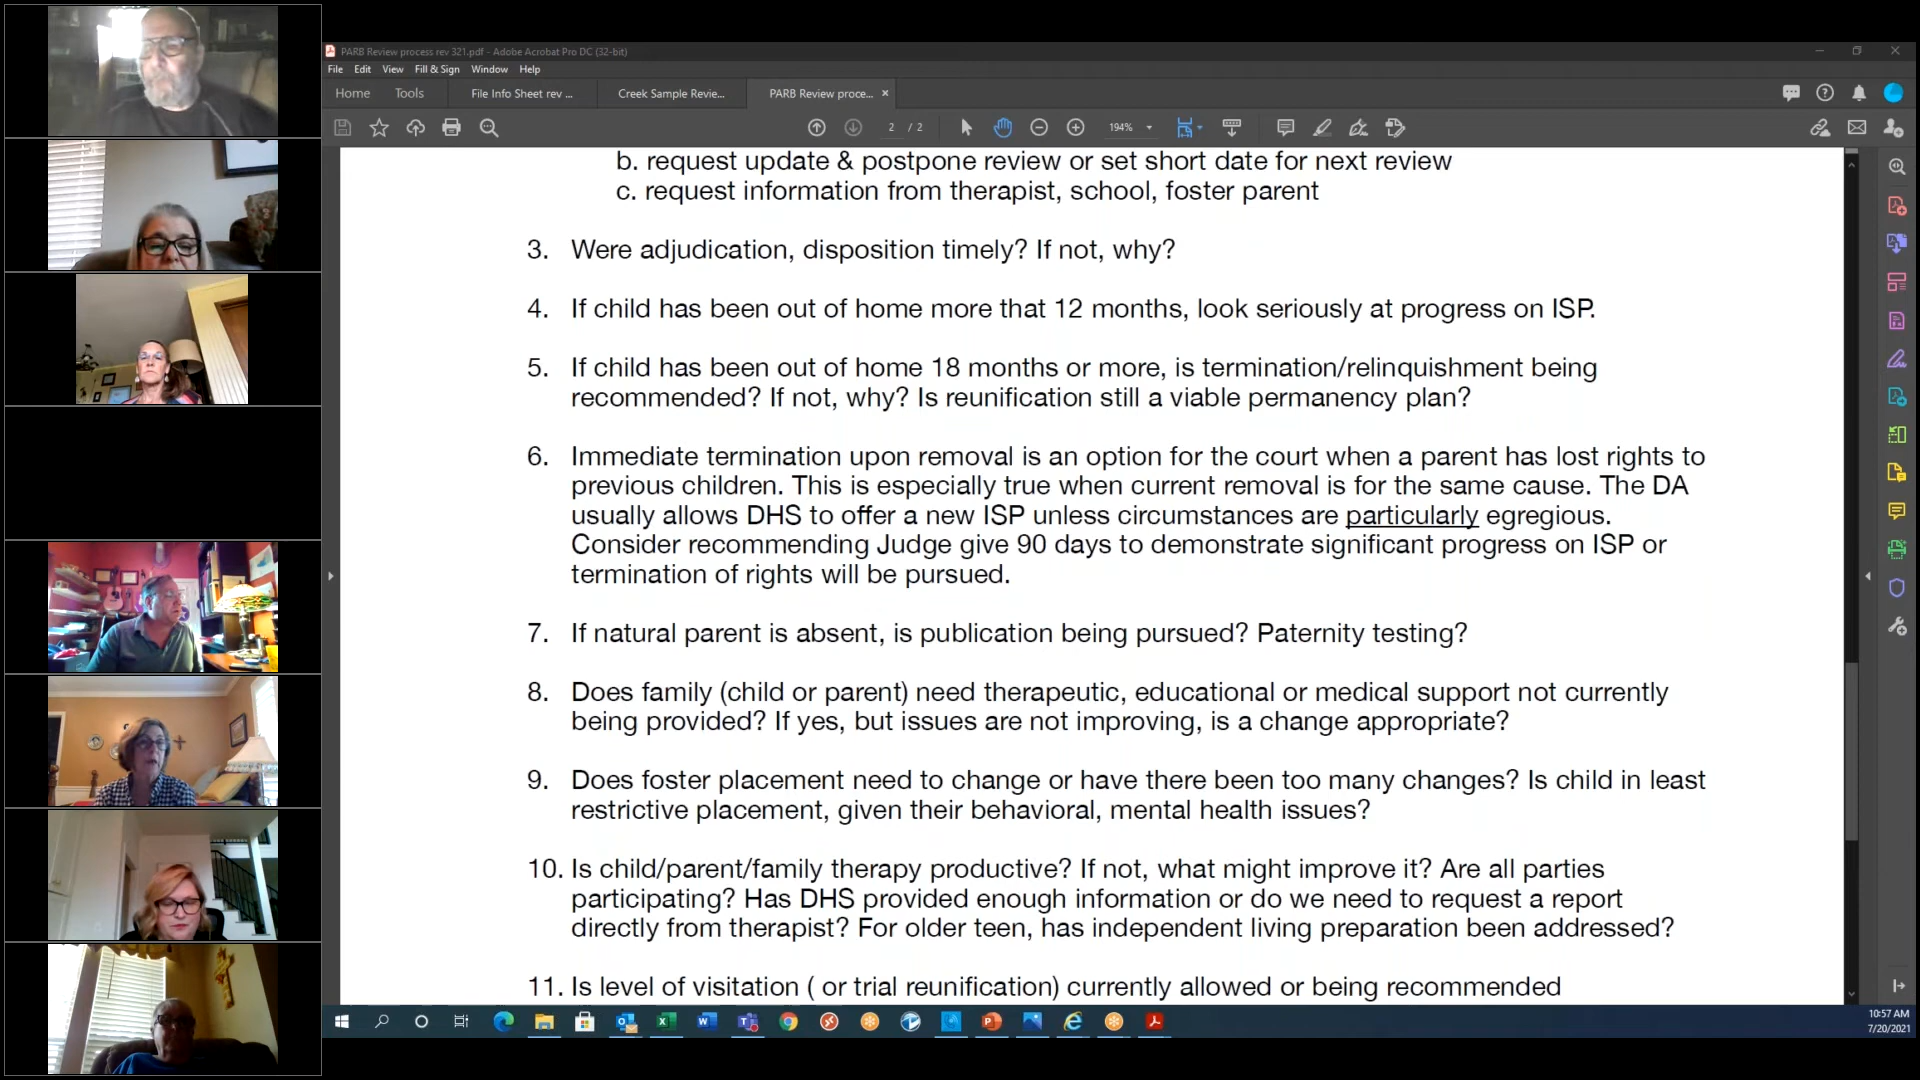 PARB Review process rev 321.pdf - Adobe Acrobat Pro DC (32-bit)
File Edit View Fill & Sign Window Help
Home Tools File Info Sheet rev ... Creek Sample Revie... PARB Review proce... ×
2 / 2 194%
b. request update & postpone review or set short date for next review
c. request information from therapist, school, foster parent
3. Were adjudication, disposition timely? If not, why?
4. If child has been out of home more that 12 months, look seriously at progress on ISP.
5. If child has been out of home 18 months or more, is termination/relinquishment being
recommended? If not, why? Is reunification still a viable permanency plan?
6. Immediate termination upon removal is an option for the court when a parent has lost rights to
previous children. This is especially true when current removal is for the same cause. The DA
usually allows DHS to offer a new ISP unless circumstances are particularly egregious.
Consider recommending Judge give 90 days to demonstrate significant progress on ISP or
termination of rights will be pursued.
7. If natural parent is absent, is publication being pursued? Paternity testing?
8. Does family (child or parent) need therapeutic, educational or medical support not currently
being provided? If yes, but issues are not improving, is a change appropriate?
9. Does foster placement need to change or have there been too many changes? Is child in least
restrictive placement, given their behavioral, mental health issues?
10. Is child/parent/family therapy productive? If not, what might improve it? Are all parties
participating? Has DHS provided enough information or do we need to request a report
directly from therapist? For older teen, has independent living preparation been addressed?
11. Is level of visitation ( or trial reunification) currently allowed or being recommended
10:57 AM
7/20/2021